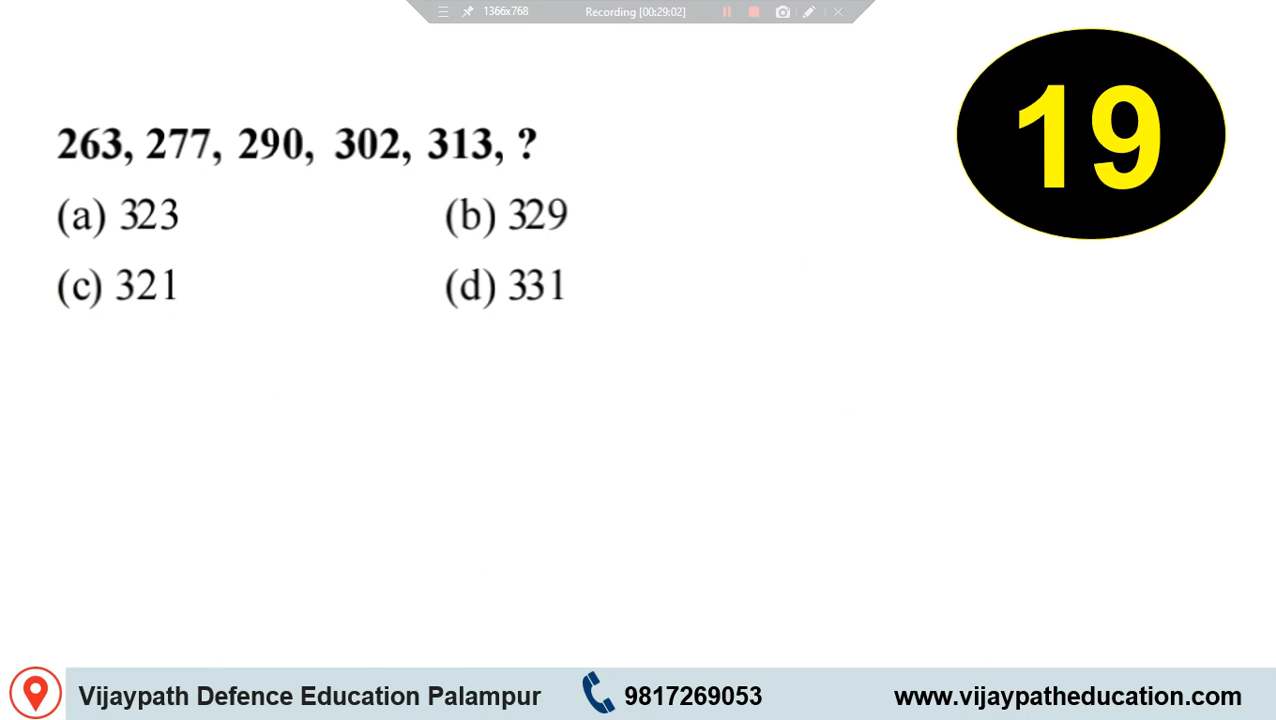 1366x768 Recording [00:29:02]
19
263, 277, 290, 302, 313, ?
(a) 323 (b) 329
(c) 321 (d) 331
Vijaypath Defence Education Palampur 9817269053 www.vijaypatheducation.com